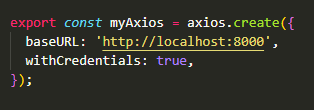 export const myAxios = axios.create({
  baseURL: 'http://localhost:8000',
  withCredentials: true,
});